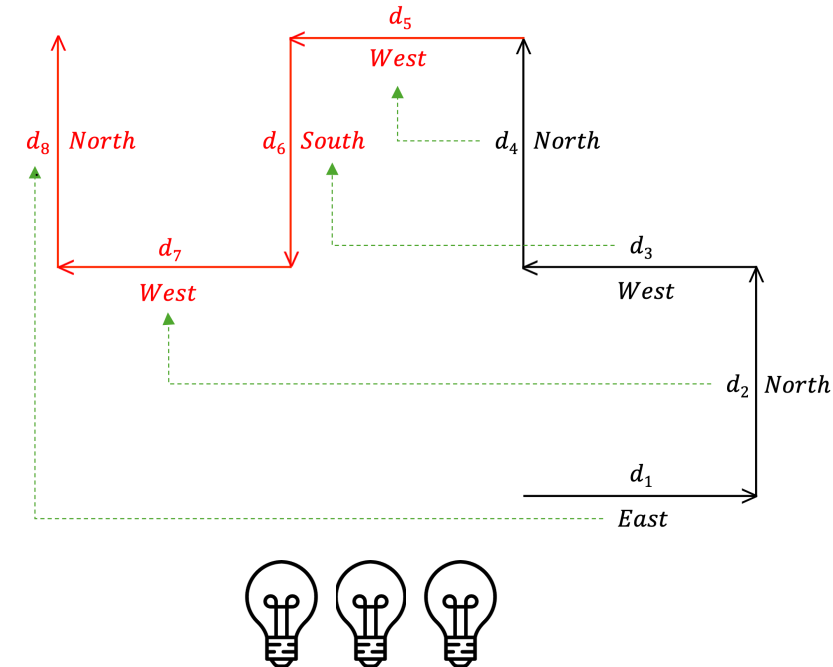 d₅
West
d₈ North
d₆ South
d₄ North
d₇
West
d₃
West
d₂ North
d₁
East